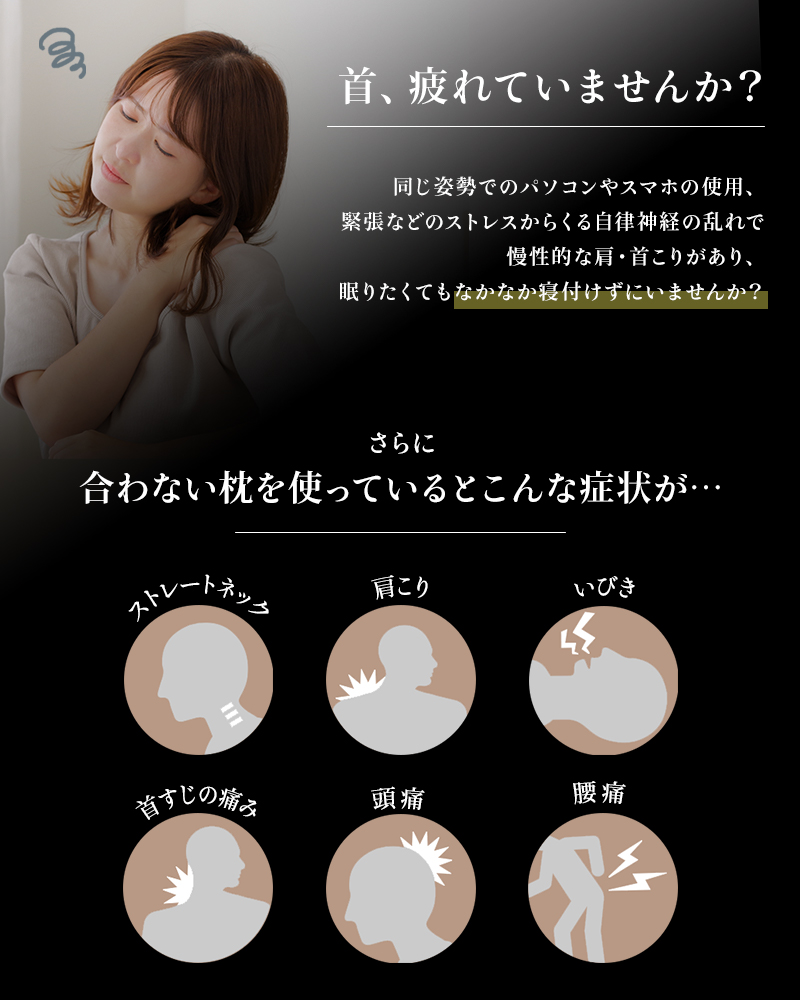 首、疲れていませんか?
同じ姿勢でのパソコンやスマホの使用、
緊張などのストレスからくる自律神経の乱れで
慢性的な肩・首こりがあり、
眠りたくてもなかなか寝付けずにいませんか?
さらに
合わない枕を使っているとこんな症状が…
ストレートネック
肩こり
いびき
首すじの痛み
頭痛
腰痛